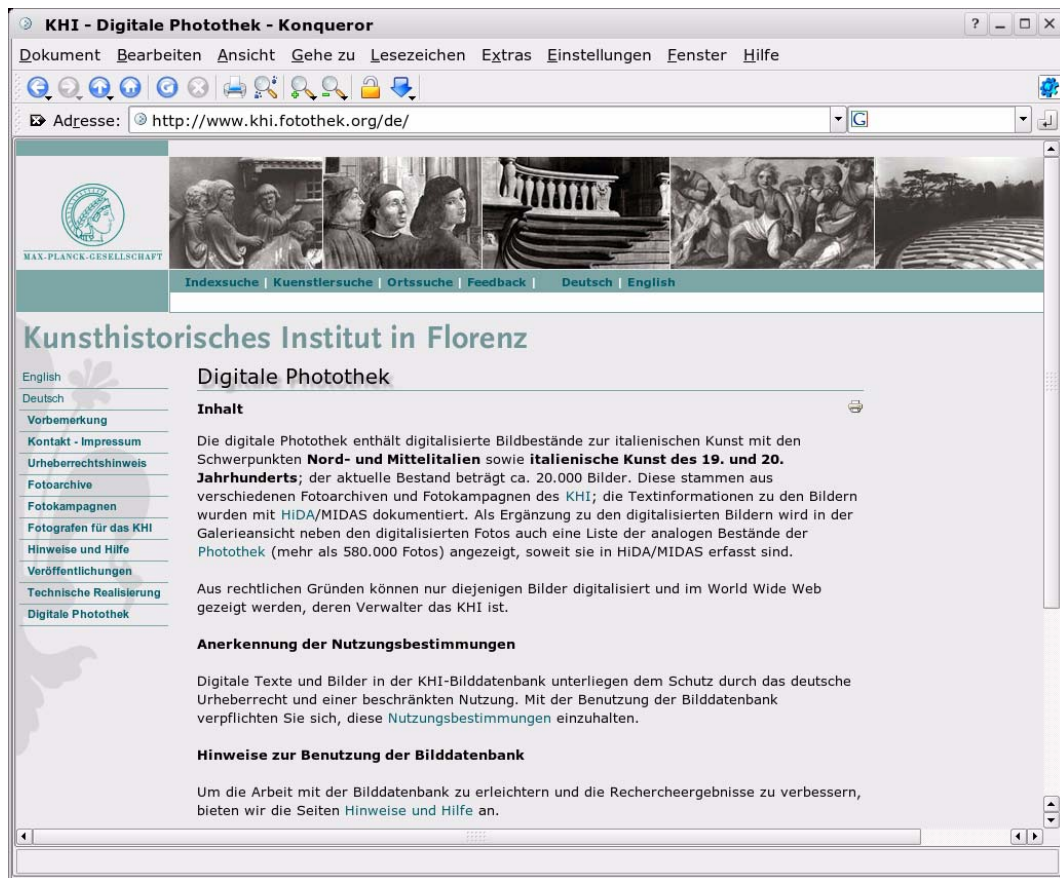 KHI - Digitale Photothek - Konqueror
Dokument Bearbeiten Ansicht Gehe zu Lesezeichen Extras Einstellungen Fenster Hilfe
Adresse: http://www.khi.fotothek.org/de/
MAX-PLANCK-GESELLSCHAFT
Indexsuche | Kuenstlersuche | Ortssuche | Feedback | Deutsch | English
Kunsthistorisches Institut in Florenz
English
Deutsch
Vorbemerkung
Kontakt - Impressum
Urheberrechtshinweis
Fotoarchive
Fotokampagnen
Fotografen für das KHI
Hinweise und Hilfe
Veröffentlichungen
Technische Realisierung
Digitale Photothek
Digitale Photothek
Inhalt
Die digitale Photothek enthält digitalisierte Bildbestände zur italienischen Kunst mit den
Schwerpunkten Nord- und Mittelitalien sowie italienische Kunst des 19. und 20.
Jahrhunderts; der aktuelle Bestand beträgt ca. 20.000 Bilder. Diese stammen aus
verschiedenen Fotoarchiven und Fotokampagnen des KHI; die Textinformationen zu den Bildern
wurden mit HiDA/MIDAS dokumentiert. Als Ergänzung zu den digitalisierten Bildern wird in der
Galerieansicht neben den digitalisierten Fotos auch eine Liste der analogen Bestände der
Photothek (mehr als 580.000 Fotos) angezeigt, soweit sie in HiDA/MIDAS erfasst sind.
Aus rechtlichen Gründen können nur diejenigen Bilder digitalisiert und im World Wide Web
gezeigt werden, deren Verwalter das KHI ist.
Anerkennung der Nutzungsbestimmungen
Digitale Texte und Bilder in der KHI-Bilddatenbank unterliegen dem Schutz durch das deutsche
Urheberrecht und einer beschränkten Nutzung. Mit der Benutzung der Bilddatenbank
verpflichten Sie sich, diese Nutzungsbestimmungen einzuhalten.
Hinweise zur Benutzung der Bilddatenbank
Um die Arbeit mit der Bilddatenbank zu erleichtern und die Rechercheergebnisse zu verbessern,
bieten wir die Seiten Hinweise und Hilfe an.